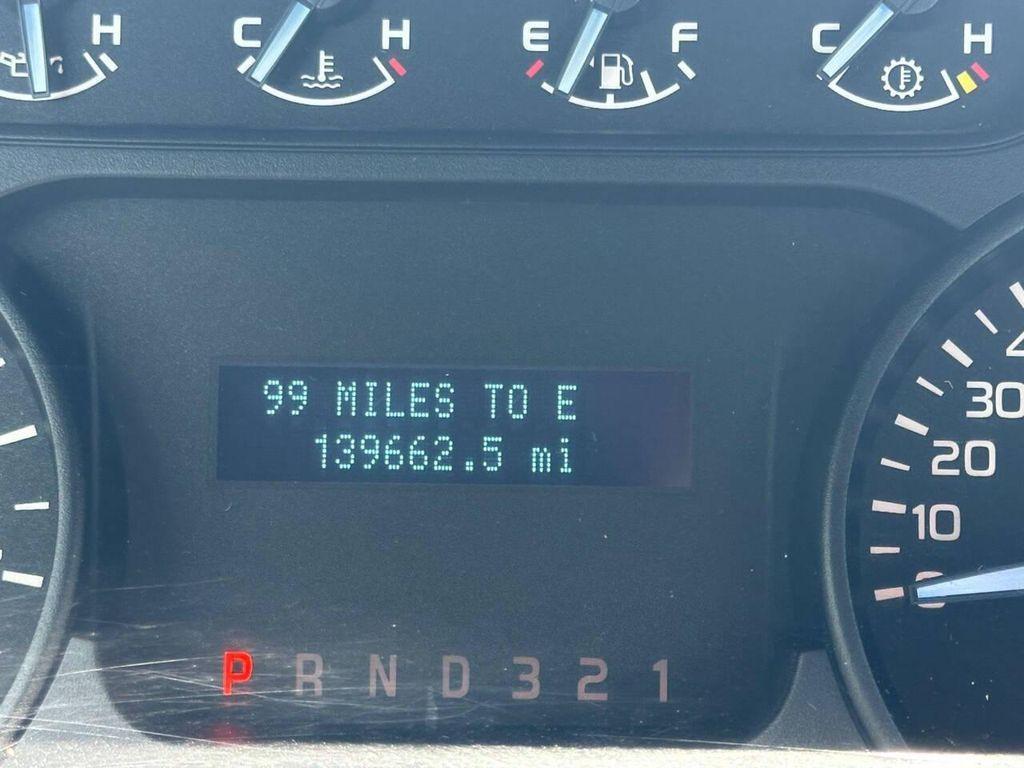 H C H E F C H
99 MILES TO E
139662.5 mi
30
20
10
0
P R N D 3 2 1